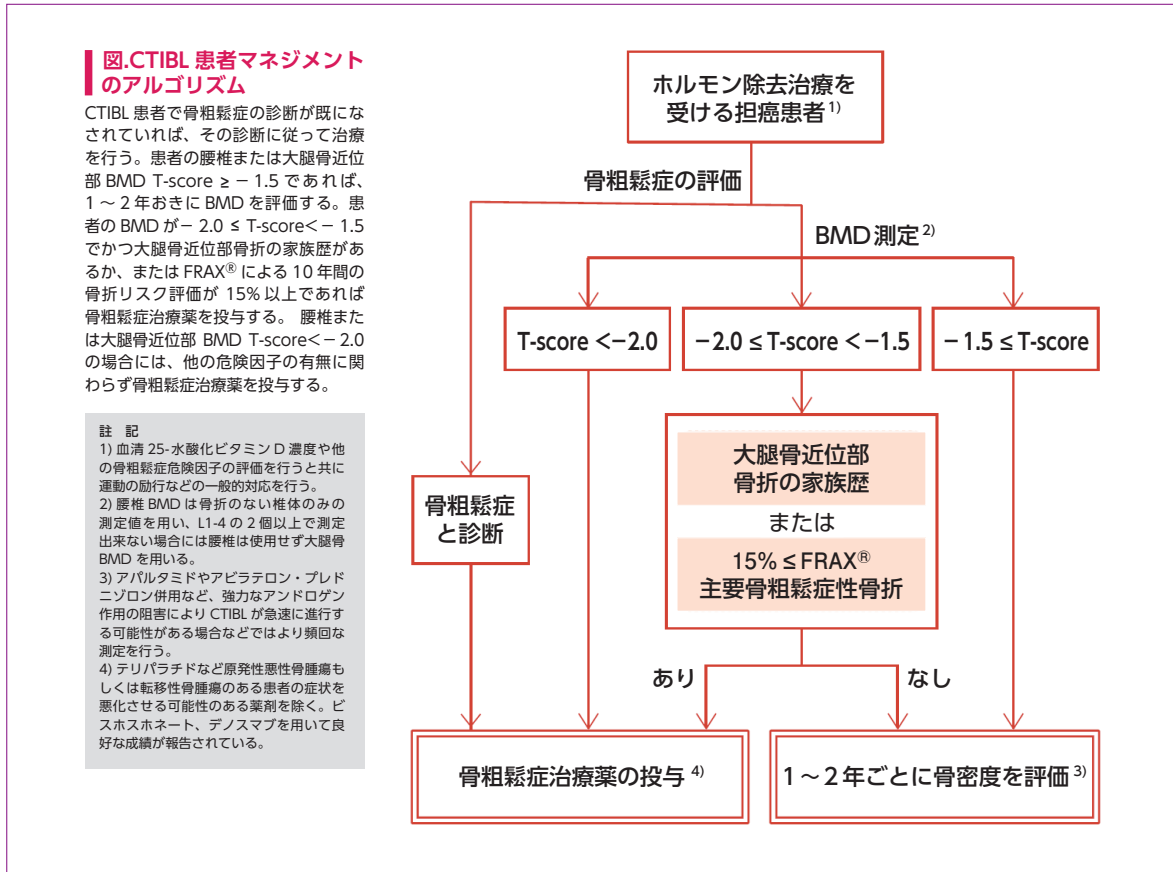 図.CTIBL 患者マネジメント
のアルゴリズム
CTIBL 患者で骨粗鬆症の診断が既にな
されていれば、その診断に従って治療
を行う。患者の腰椎または大腿骨近位
部 BMD T-score ≥ − 1.5 であれば、
1 〜 2 年おきに BMD を評価する。患
者の BMD が− 2.0 ≤ T-score<− 1.5
でかつ大腿骨近位部骨折の家族歴があ
るか、または FRAX® による 10 年間の
骨折リスク評価が 15% 以上であれば
骨粗鬆症治療薬を投与する。 腰椎また
は大腿骨近位部 BMD T-score<− 2.0
の場合には、他の危険因子の有無に関
わらず骨粗鬆症治療薬を投与する。
註 記
1) 血清 25-水酸化ビタミン D 濃度や他
の骨粗鬆症危険因子の評価を行うと共に
運動の励行などの一般的対応を行う。
2) 腰椎 BMD は骨折のない椎体のみの
測定値を用い、L1-4 の 2 個以上で測定
出来ない場合には腰椎は使用せず大腿骨
BMD を用いる。
3) アパルタミドやアビラテロン・プレド
ニゾロン併用など、強力なアンドロゲン
作用の阻害により CTIBL が急速に進行す
る可能性がある場合などではより頻回な
測定を行う。
4) テリパラチドなど原発性悪性骨腫瘍も
しくは転移性骨腫瘍のある患者の症状を
悪化させる可能性のある薬剤を除く。ビ
スホスホネート、デノスマブを用いて良
好な成績が報告されている。
ホルモン除去治療を
受ける担癌患者 1)
骨粗鬆症の評価
BMD 測定 2)
T-score <−2.0
−2.0 ≤ T-score <−1.5
− 1.5 ≤ T-score
大腿骨近位部
骨折の家族歴
または
15% ≤ FRAX®
主要骨粗鬆症性骨折
骨粗鬆症
と診断
あり
なし
骨粗鬆症治療薬の投与 4)
1 〜 2 年ごとに骨密度を評価 3)